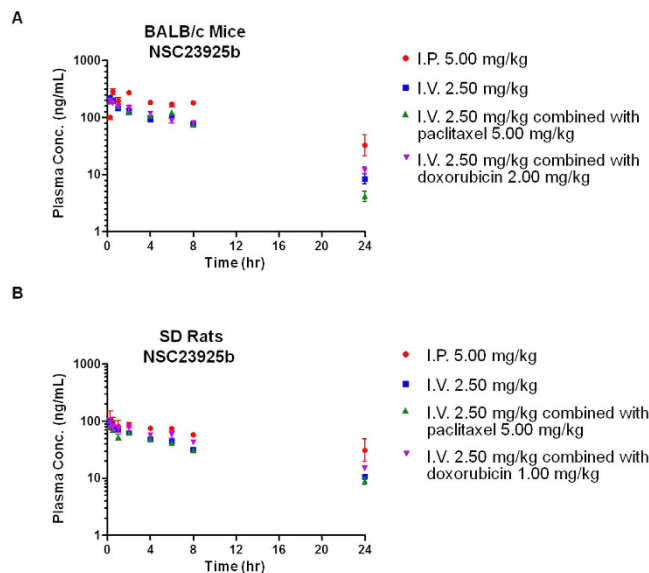 A
BALB/c Mice
NSC23925b
Plasma Conc. (ng/mL)
1000
100
10
1
0 4 8 12 16 20 24
Time (hr)
I.P. 5.00 mg/kg
I.V. 2.50 mg/kg
I.V. 2.50 mg/kg combined with
paclitaxel 5.00 mg/kg
I.V. 2.50 mg/kg combined with
doxorubicin 2.00 mg/kg
B
SD Rats
NSC23925b
Plasma Conc. (ng/mL)
1000
100
10
1
0 4 8 12 16 20 24
Time (hr)
I.P. 5.00 mg/kg
I.V. 2.50 mg/kg
I.V. 2.50 mg/kg combined with
paclitaxel 5.00 mg/kg
I.V. 2.50 mg/kg combined with
doxorubicin 1.00 mg/kg